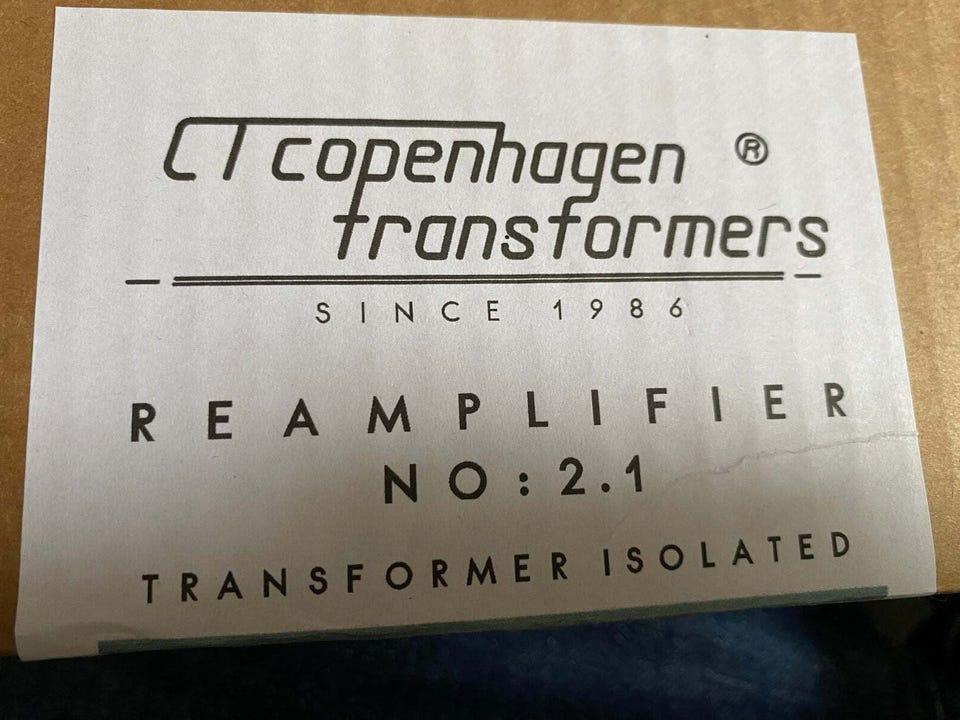 CT copenhagen ®
transformers
SINCE 1986
REAMPLIFIER
NO: 2.1
TRANSFORMER ISOLATED